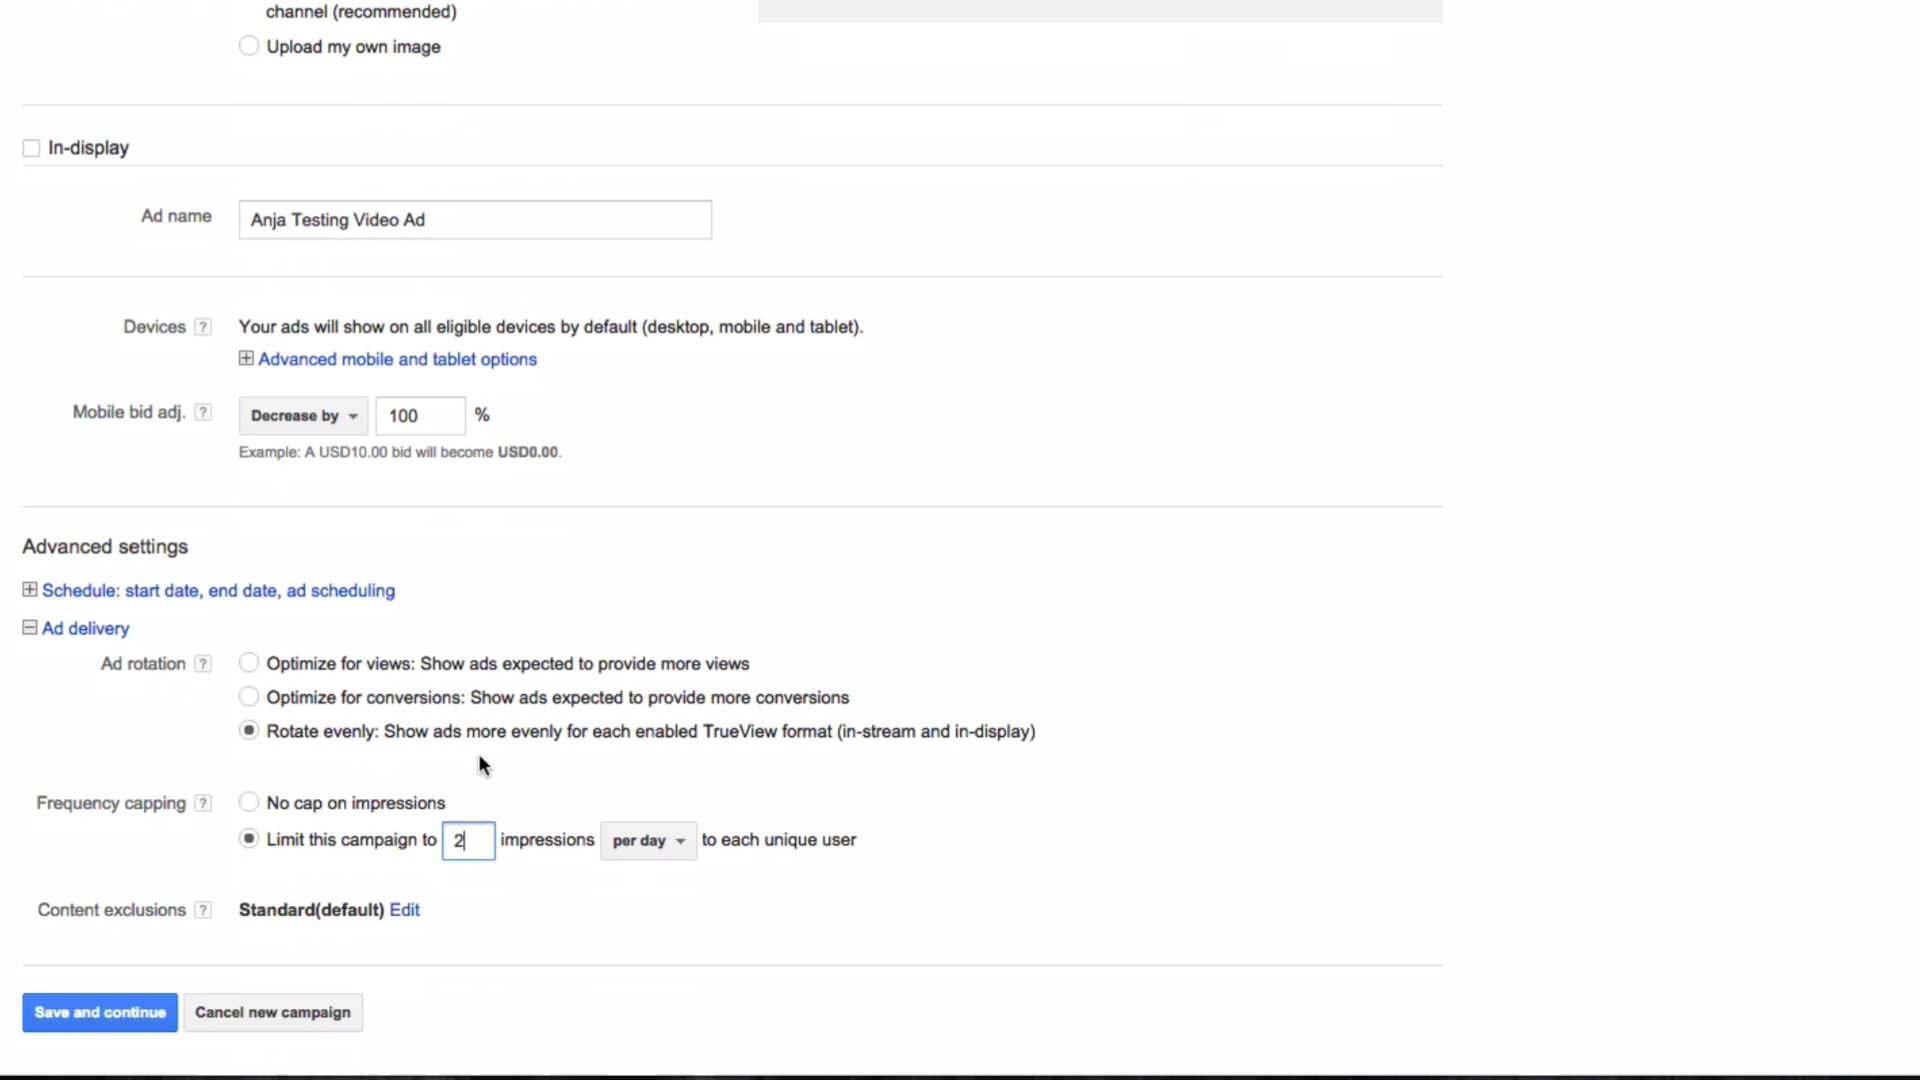 channel (recommended)
Upload my own image
In-display
Ad name Anja Testing Video Ad
Devices ? Your ads will show on all eligible devices by default (desktop, mobile and tablet).
Advanced mobile and tablet options
Mobile bid adj. ? Decrease by 100 %
Example: A USD10.00 bid will become USD0.00.
Advanced settings
Schedule: start date, end date, ad scheduling
Ad delivery
Ad rotation ? Optimize for views: Show ads expected to provide more views
Optimize for conversions: Show ads expected to provide more conversions
Rotate evenly: Show ads more evenly for each enabled TrueView format (in-stream and in-display)
Frequency capping ? No cap on impressions
Limit this campaign to 2 impressions per day to each unique user
Content exclusions ? Standard(default) Edit
Save and continue Cancel new campaign